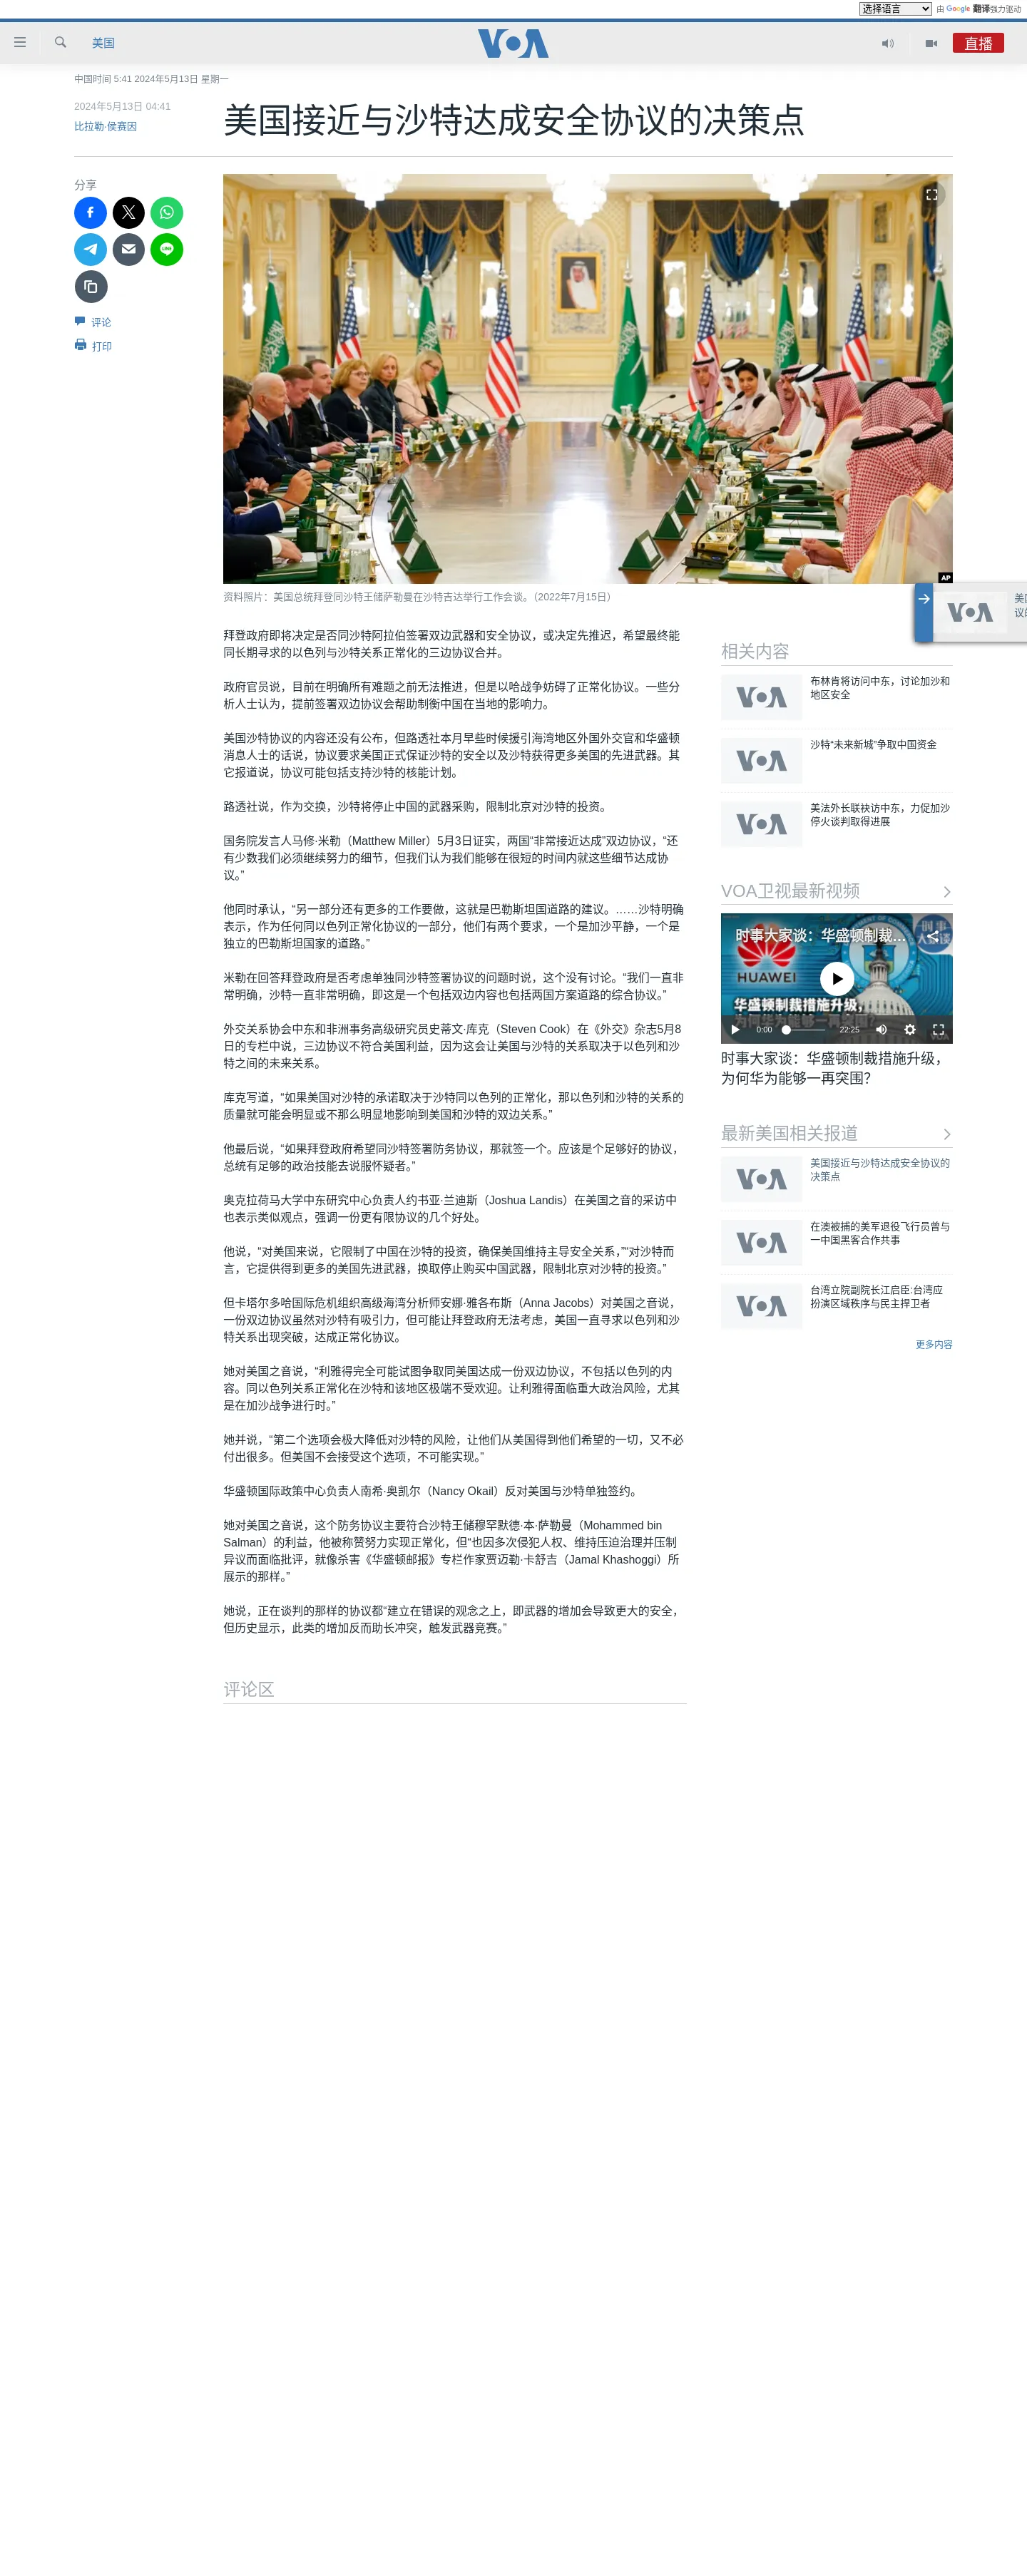 选择语言
由 Google 翻译强力驱动
美国
VOA
直播
中国时间 5:41 2024年5月13日 星期一
2024年5月13日 04:41
比拉勒·侯赛因
美国接近与沙特达成安全协议的决策点
分享
LINE
评论
打印
AP
资料照片：美国总统拜登同沙特王储萨勒曼在沙特吉达举行工作会谈。（2022年7月15日）
拜登政府即将决定是否同沙特阿拉伯签署双边武器和安全协议，或决定先推迟，希望最终能
同长期寻求的以色列与沙特关系正常化的三边协议合并。
政府官员说，目前在明确所有难题之前无法推进，但是以哈战争妨碍了正常化协议。一些分
析人士认为，提前签署双边协议会帮助制衡中国在当地的影响力。
美国沙特协议的内容还没有公布，但路透社本月早些时候援引海湾地区外国外交官和华盛顿
消息人士的话说，协议要求美国正式保证沙特的安全以及沙特获得更多美国的先进武器。其
它报道说，协议可能包括支持沙特的核能计划。
路透社说，作为交换，沙特将停止中国的武器采购，限制北京对沙特的投资。
国务院发言人马修·米勒（Matthew Miller）5月3日证实，两国“非常接近达成”双边协议，“还
有少数我们必须继续努力的细节，但我们认为我们能够在很短的时间内就这些细节达成协
议。”
他同时承认，“另一部分还有更多的工作要做，这就是巴勒斯坦国道路的建议。……沙特明确
表示，作为任何同以色列正常化协议的一部分，他们有两个要求，一个是加沙平静，一个是
独立的巴勒斯坦国家的道路。”
米勒在回答拜登政府是否考虑单独同沙特签署协议的问题时说，这个没有讨论。“我们一直非
常明确，沙特一直非常明确，即这是一个包括双边内容也包括两国方案道路的综合协议。”
外交关系协会中东和非洲事务高级研究员史蒂文·库克（Steven Cook）在《外交》杂志5月8
日的专栏中说，三边协议不符合美国利益，因为这会让美国与沙特的关系取决于以色列和沙
特之间的未来关系。
库克写道，“如果美国对沙特的承诺取决于沙特同以色列的正常化，那以色列和沙特的关系的
质量就可能会明显或不那么明显地影响到美国和沙特的双边关系。”
他最后说，“如果拜登政府希望同沙特签署防务协议，那就签一个。应该是个足够好的协议，
总统有足够的政治技能去说服怀疑者。”
奥克拉荷马大学中东研究中心负责人约书亚·兰迪斯（Joshua Landis）在美国之音的采访中
也表示类似观点，强调一份更有限协议的几个好处。
他说，“对美国来说，它限制了中国在沙特的投资，确保美国维持主导安全关系，”“对沙特而
言，它提供得到更多的美国先进武器，换取停止购买中国武器，限制北京对沙特的投资。”
但卡塔尔多哈国际危机组织高级海湾分析师安娜·雅各布斯（Anna Jacobs）对美国之音说，
一份双边协议虽然对沙特有吸引力，但可能让拜登政府无法考虑，美国一直寻求以色列和沙
特关系出现突破，达成正常化协议。
她对美国之音说，“利雅得完全可能试图争取同美国达成一份双边协议，不包括以色列的内
容。同以色列关系正常化在沙特和该地区极端不受欢迎。让利雅得面临重大政治风险，尤其
是在加沙战争进行时。”
她并说，“第二个选项会极大降低对沙特的风险，让他们从美国得到他们希望的一切，又不必
付出很多。但美国不会接受这个选项，不可能实现。”
华盛顿国际政策中心负责人南希·奥凯尔（Nancy Okail）反对美国与沙特单独签约。
她对美国之音说，这个防务协议主要符合沙特王储穆罕默德·本·萨勒曼（Mohammed bin
Salman）的利益，他被称赞努力实现正常化，但“也因多次侵犯人权、维持压迫治理并压制
异议而面临批评，就像杀害《华盛顿邮报》专栏作家贾迈勒·卡舒吉（Jamal Khashoggi）所
展示的那样。”
她说，正在谈判的那样的协议都“建立在错误的观念之上，即武器的增加会导致更大的安全，
但历史显示，此类的增加反而助长冲突，触发武器竞赛。”
评论区
VOA
美国
议的
相关内容
VOA
布林肯将访问中东，讨论加沙和
地区安全
VOA
沙特“未来新城”争取中国资金
VOA
美法外长联袂访中东，力促加沙
停火谈判取得进展
VOA卫视最新视频
时事大家谈：华盛顿制裁…
HUAWEI
华盛顿制裁措施升级，
0:00
22:25
时事大家谈：华盛顿制裁措施升级，
为何华为能够一再突围？
最新美国相关报道
VOA
美国接近与沙特达成安全协议的
决策点
VOA
在澳被捕的美军退役飞行员曾与
一中国黑客合作共事
VOA
台湾立院副院长江启臣:台湾应
扮演区域秩序与民主捍卫者
更多内容